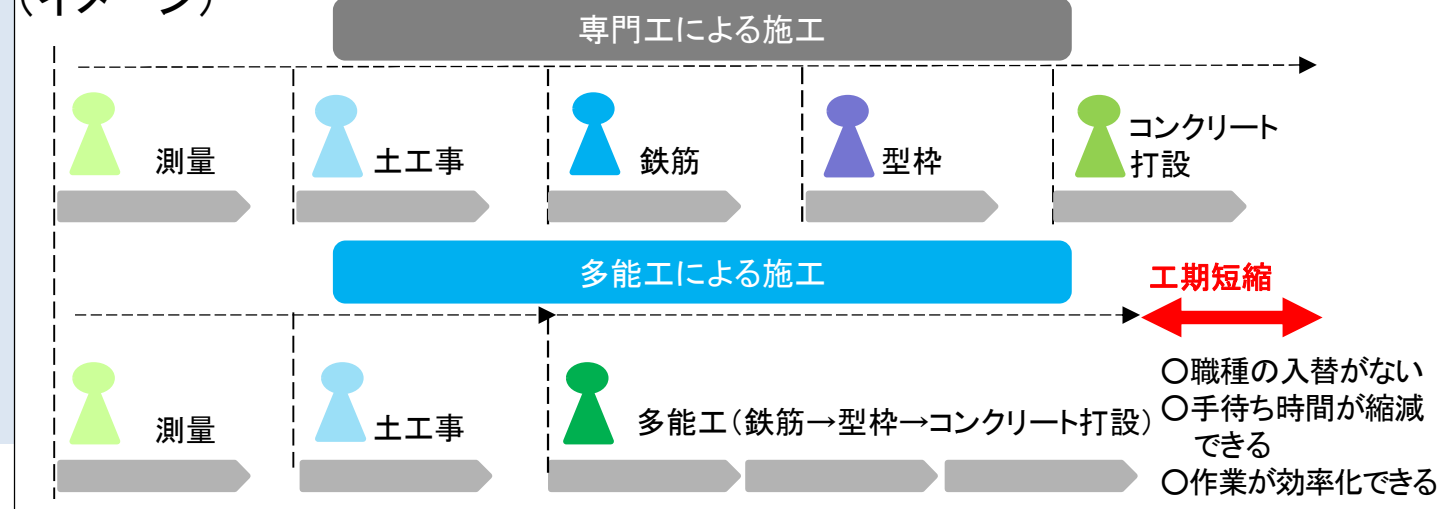 (イメージ)
専門工による施工
測量
土工事
鉄筋
型枠
コンクリート
打設
多能工による施工
工期短縮
測量
土工事
多能工(鉄筋→型枠→コンクリート打設)
〇職種の入替がない
〇手待ち時間が縮減
できる
〇作業が効率化できる